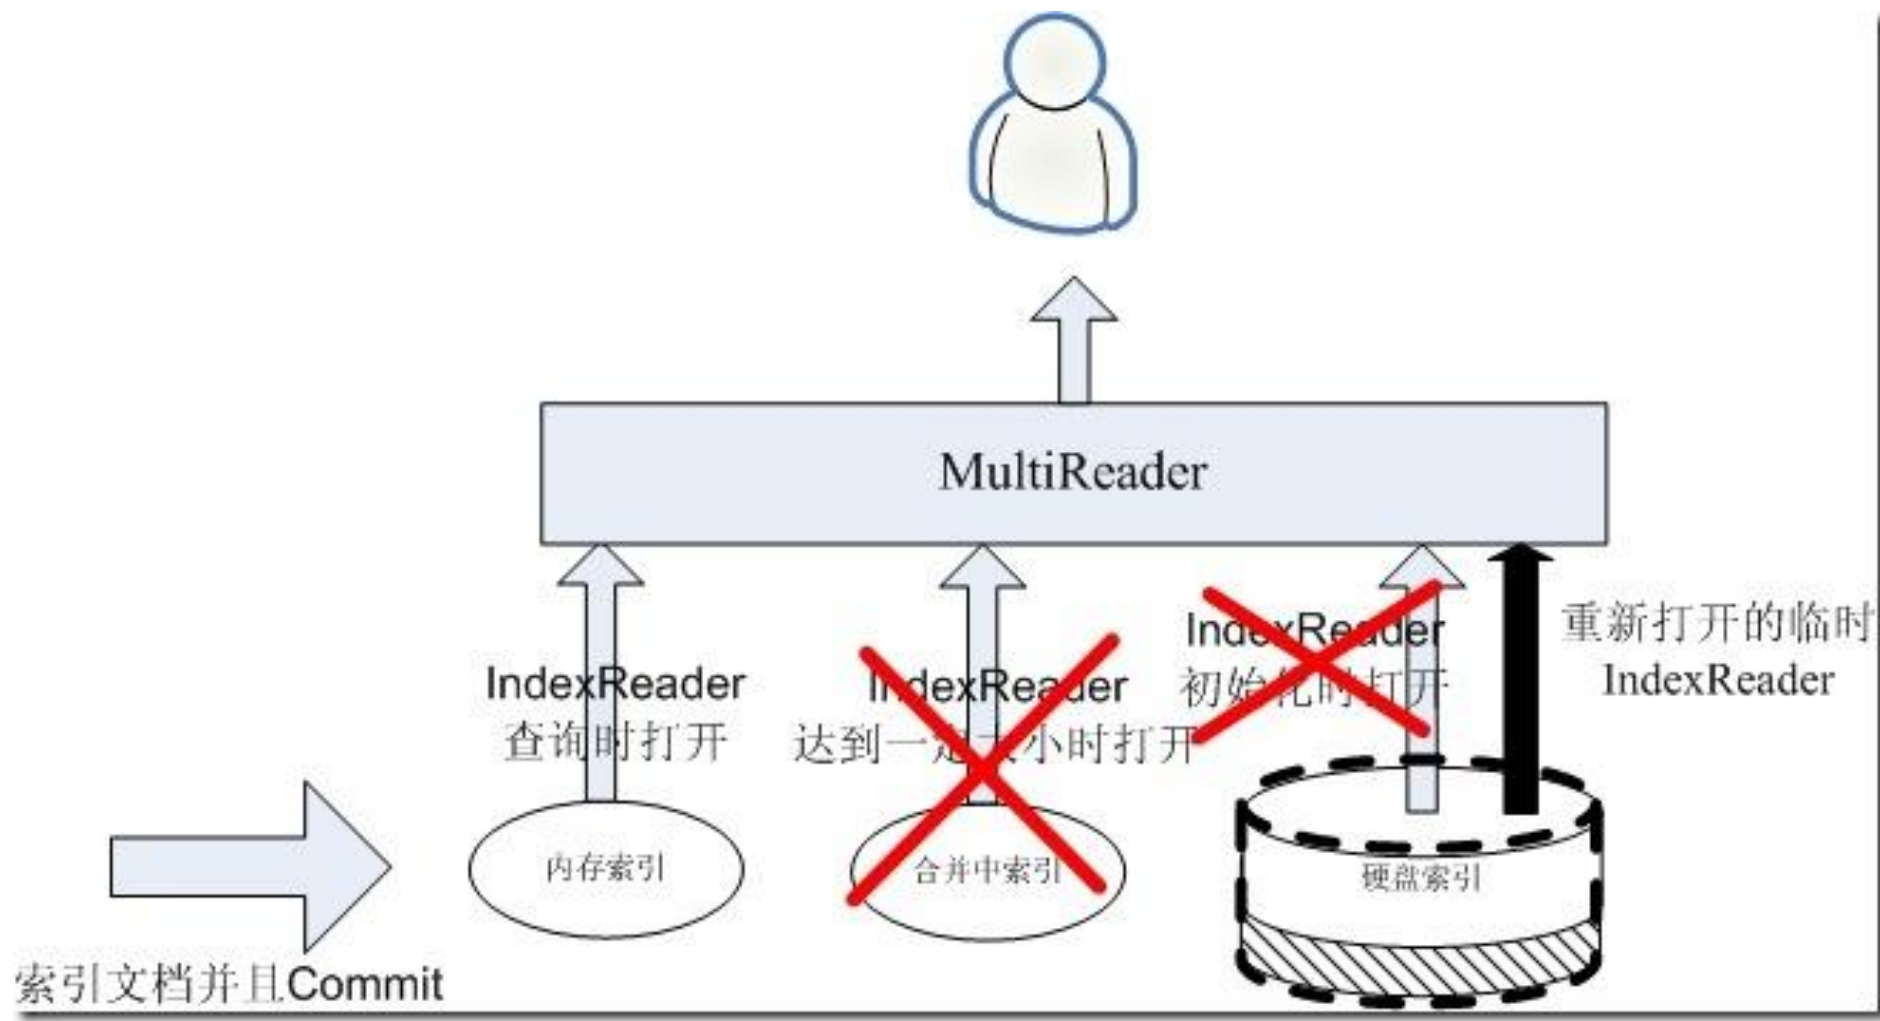 MultiReader
IndexReader
查询时打开
IndexReader
达到一定大小时打开
IndexReader
初始化时打开
重新打开的临时
IndexReader
内存索引
合并中索引
硬盘索引
索引文档并且Commit